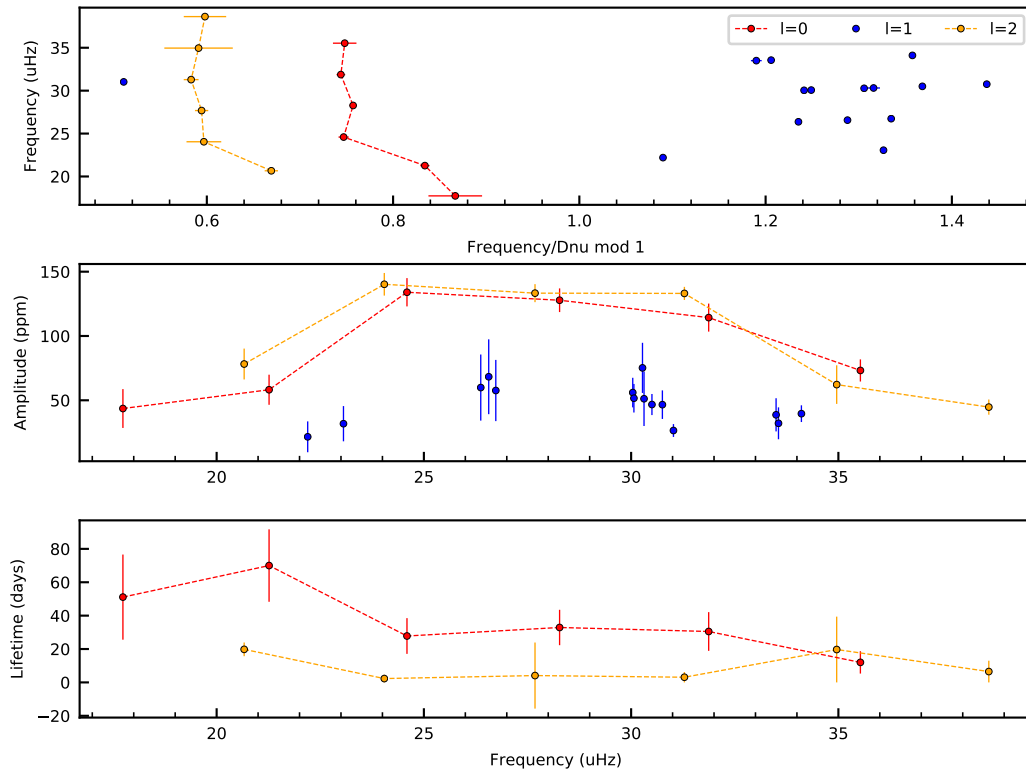 l=0 l=1 l=2
Frequency (uHz)
35
30
25
20
0.6 0.8 1.0 1.2 1.4
Frequency/Dnu mod 1
Amplitude (ppm)
150
100
50
20 25 30 35
Lifetime (days)
80
60
40
20
0
−20
20 25 30 35
Frequency (uHz)